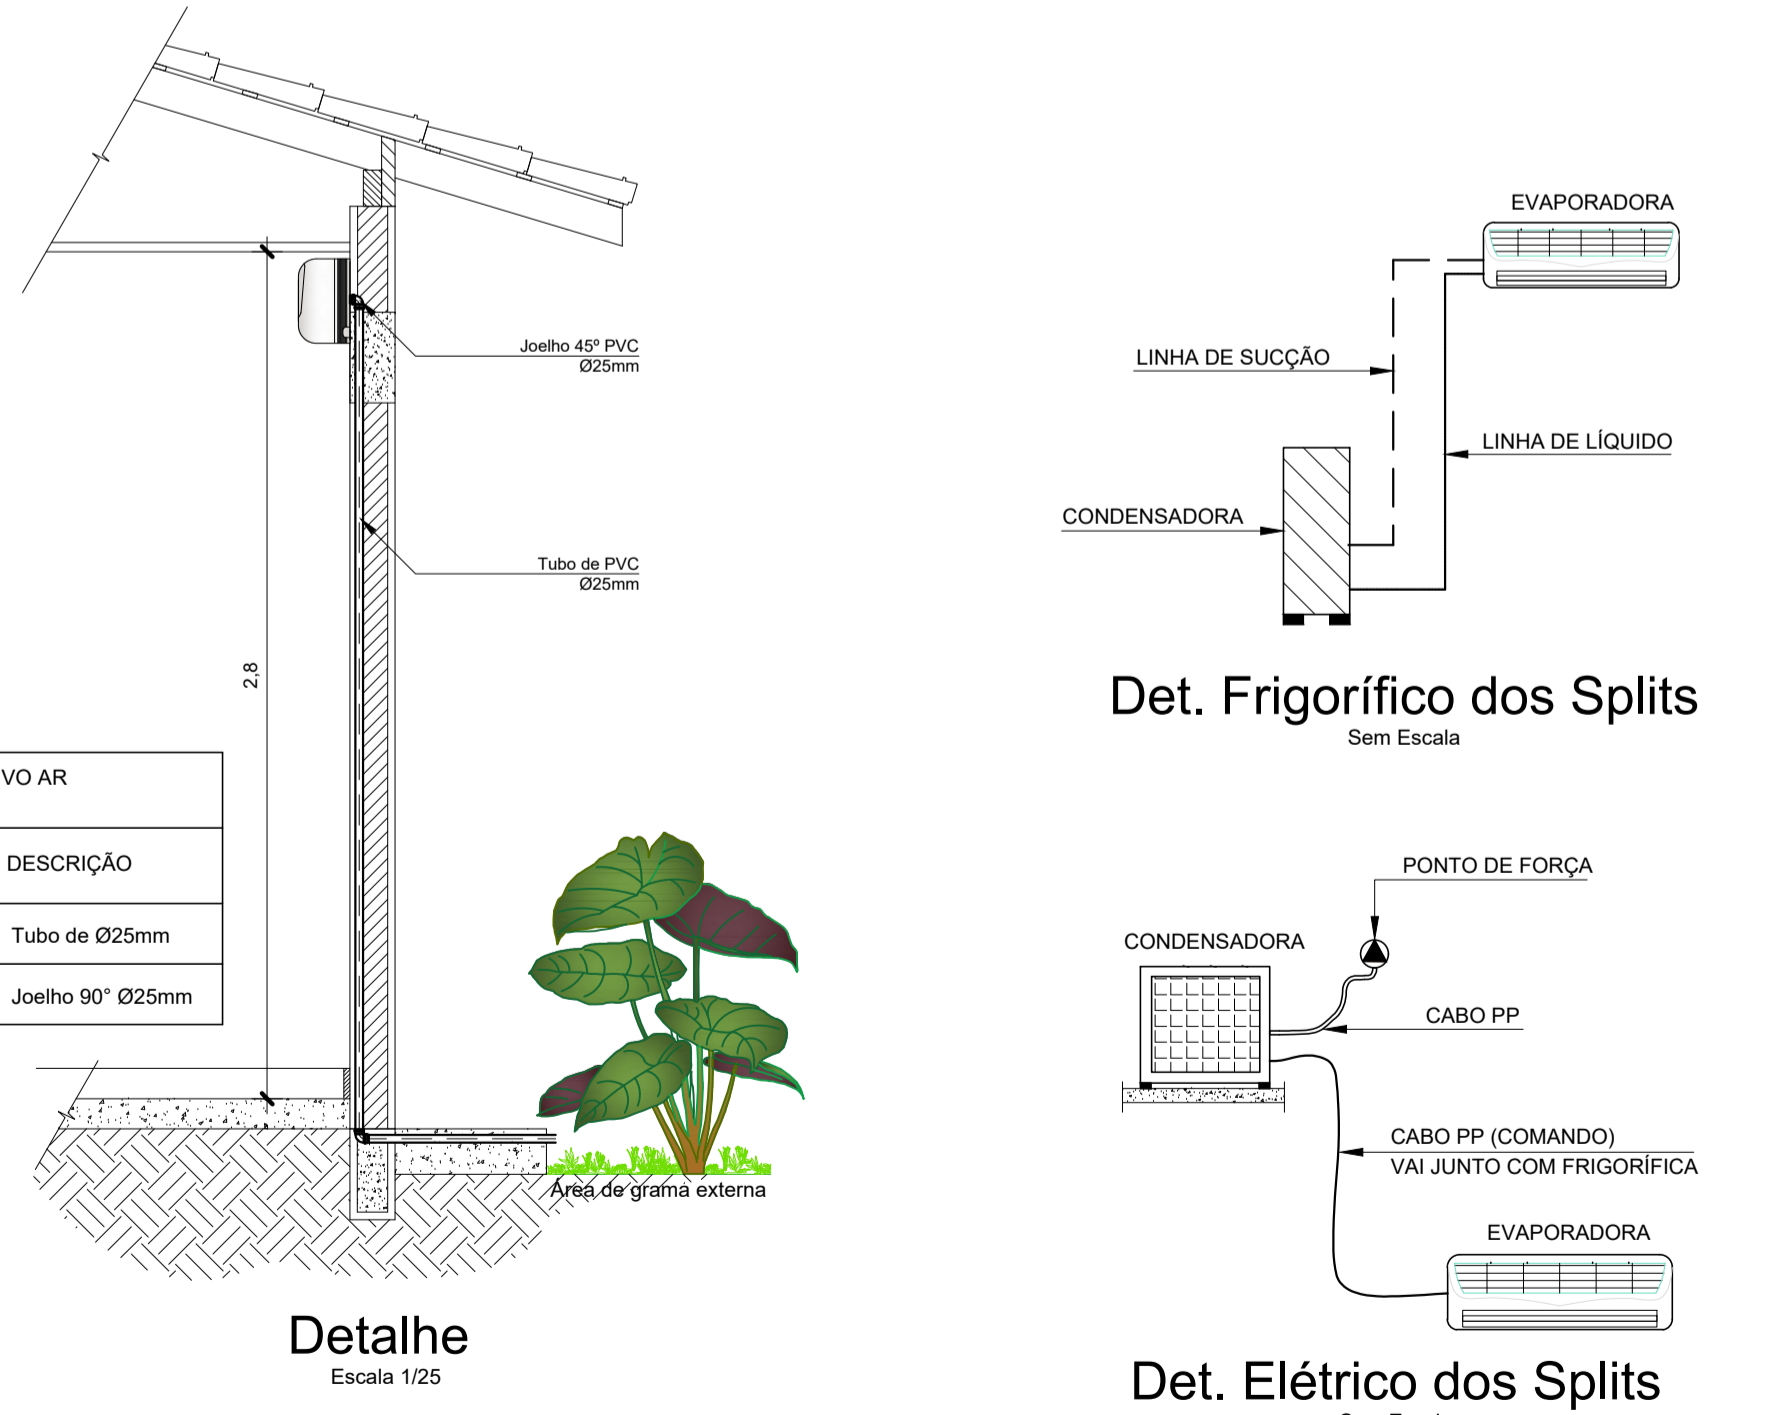 EVAPORADORA
Joelho 45º PVC
Ø25mm
LINHA DE SUCÇÃO
LINHA DE LÍQUIDO
CONDENSADORA
Tubo de PVC
Ø25mm
2,8
Det. Frigorífico dos Splits
Sem Escala
VO AR
DESCRIÇÃO
Tubo de Ø25mm
Joelho 90° Ø25mm
PONTO DE FORÇA
CONDENSADORA
CABO PP
CABO PP (COMANDO)
VAI JUNTO COM FRIGORÍFICA
Área de grama externa
EVAPORADORA
Detalhe
Escala 1/25
Det. Elétrico dos Splits